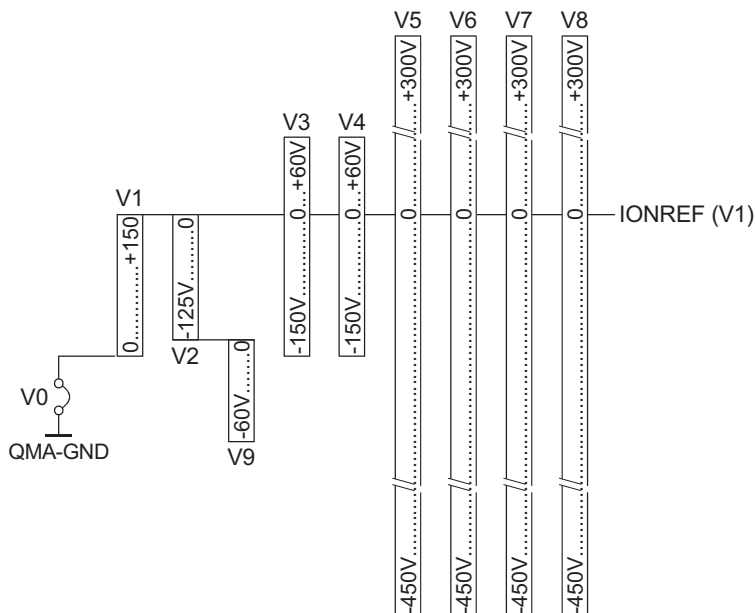 V5 V6 V7 V8
+300V +300V +300V +300V
V3 V4
+60V +60V
V1
0..........+150
0
-125V........0
0 0 0 0 0 0
IONREF (V1)
-150V -150V
V2
0
-60V......0
V0
V9
QMA-GND
-450V -450V -450V -450V